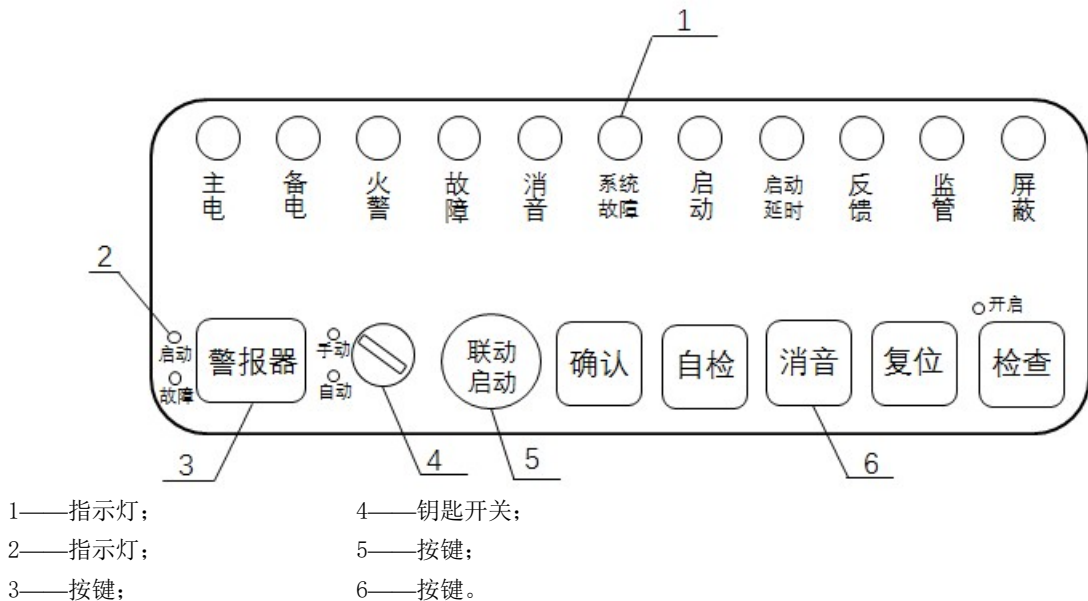 1
主电 备电 火警 故障 消音 系统故障 启动 启动延时 反馈 监管 屏蔽
2
开启
启动
故障
警报器
手动
自动
联动
启动
确认
自检
消音
复位
检查
3
4
5
6
1——指示灯；
4——钥匙开关；
2——指示灯；
5——按键；
3——按键；
6——按键。